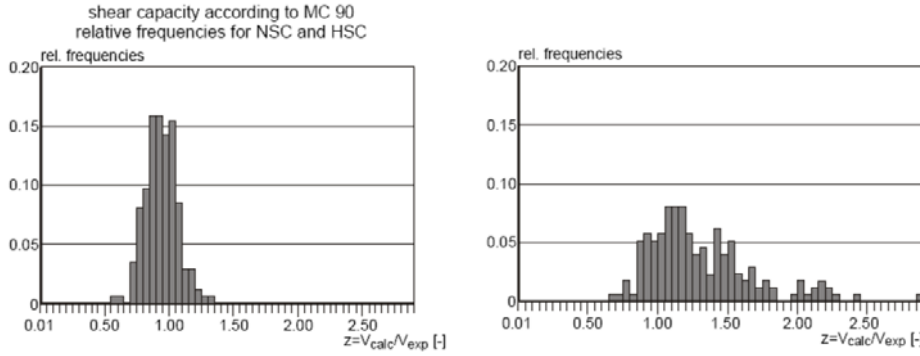 shear capacity according to MC 90
relative frequencies for NSC and HSC
rel. frequencies
0.20
0.15
0.10
0.05
0
0.01 0.50 1.00 1.50 2.00 2.50
z=Vcalc/Vexp [-]
rel. frequencies
0.20
0.15
0.10
0.05
0
0.01 0.50 1.00 1.50 2.00 2.50
z=Vcalc/Vexp [-]